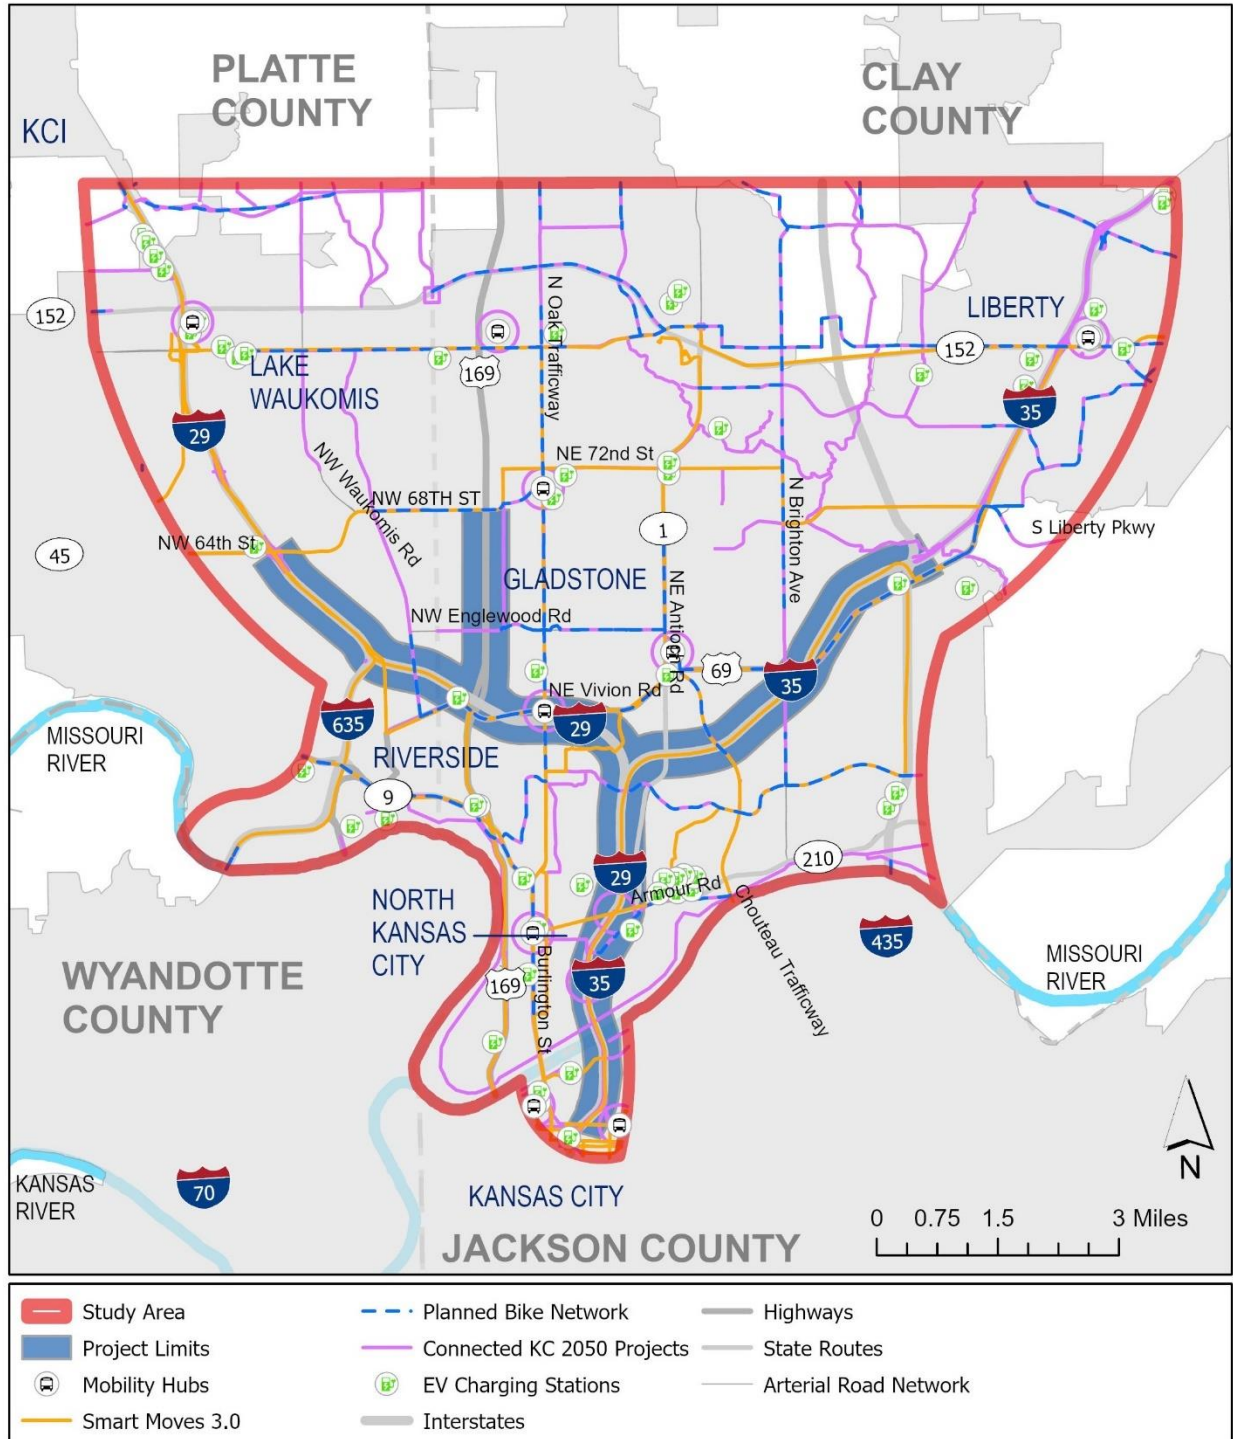 PLATTE
COUNTY
CLAY
COUNTY
KCI
152
LIBERTY
152
LAKE
WAUKOMIS
169
N Oak Trafficway
29
35
NE 72nd St
NW Waukomis Rd
NW 68TH ST
N Brighton Ave
S Liberty Pkwy
1
45
NW 64th St
GLADSTONE
NE Antioch Rd
NW Englewood Rd
69
35
NE Vivion Rd
635
29
MISSOURI
RIVER
RIVERSIDE
9
210
29
Armour Rd
Chouteau Trafficway
NORTH
KANSAS
CITY
435
MISSOURI
RIVER
WYANDOTTE
COUNTY
169
Burlington St
35
KANSAS
RIVER
70
KANSAS CITY
JACKSON COUNTY
N
0 0.75 1.5 3 Miles
Study Area
Project Limits
Mobility Hubs
Smart Moves 3.0
Planned Bike Network
Connected KC 2050 Projects
EV Charging Stations
Interstates
Highways
State Routes
Arterial Road Network